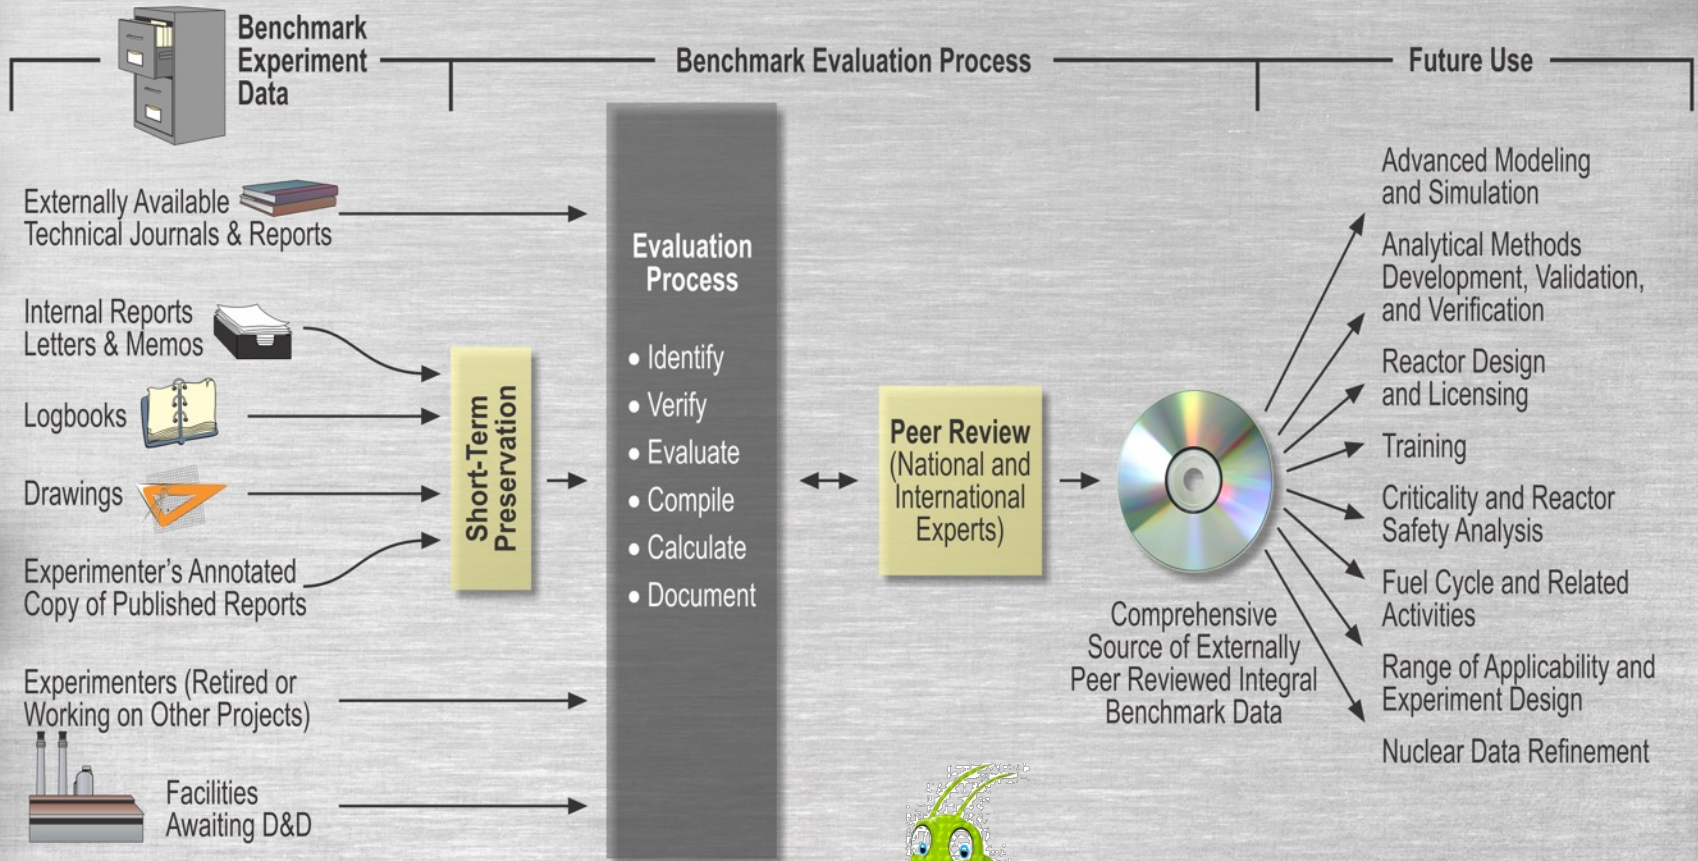 Benchmark
Experiment
Data
Benchmark Evaluation Process
Future Use
Externally Available
Technical Journals & Reports
Internal Reports
Letters & Memos
Logbooks
Drawings
Experimenter's Annotated
Copy of Published Reports
Experimenters (Retired or
Working on Other Projects)
Facilities
Awaiting D&D
Short-Term
Preservation
Evaluation
Process
• Identify
• Verify
• Evaluate
• Compile
• Calculate
• Document
Peer Review
(National and
International
Experts)
Comprehensive
Source of Externally
Peer Reviewed Integral
Benchmark Data
Advanced Modeling
and Simulation
Analytical Methods
Development, Validation,
and Verification
Reactor Design
and Licensing
Training
Criticality and Reactor
Safety Analysis
Fuel Cycle and Related
Activities
Range of Applicability and
Experiment Design
Nuclear Data Refinement